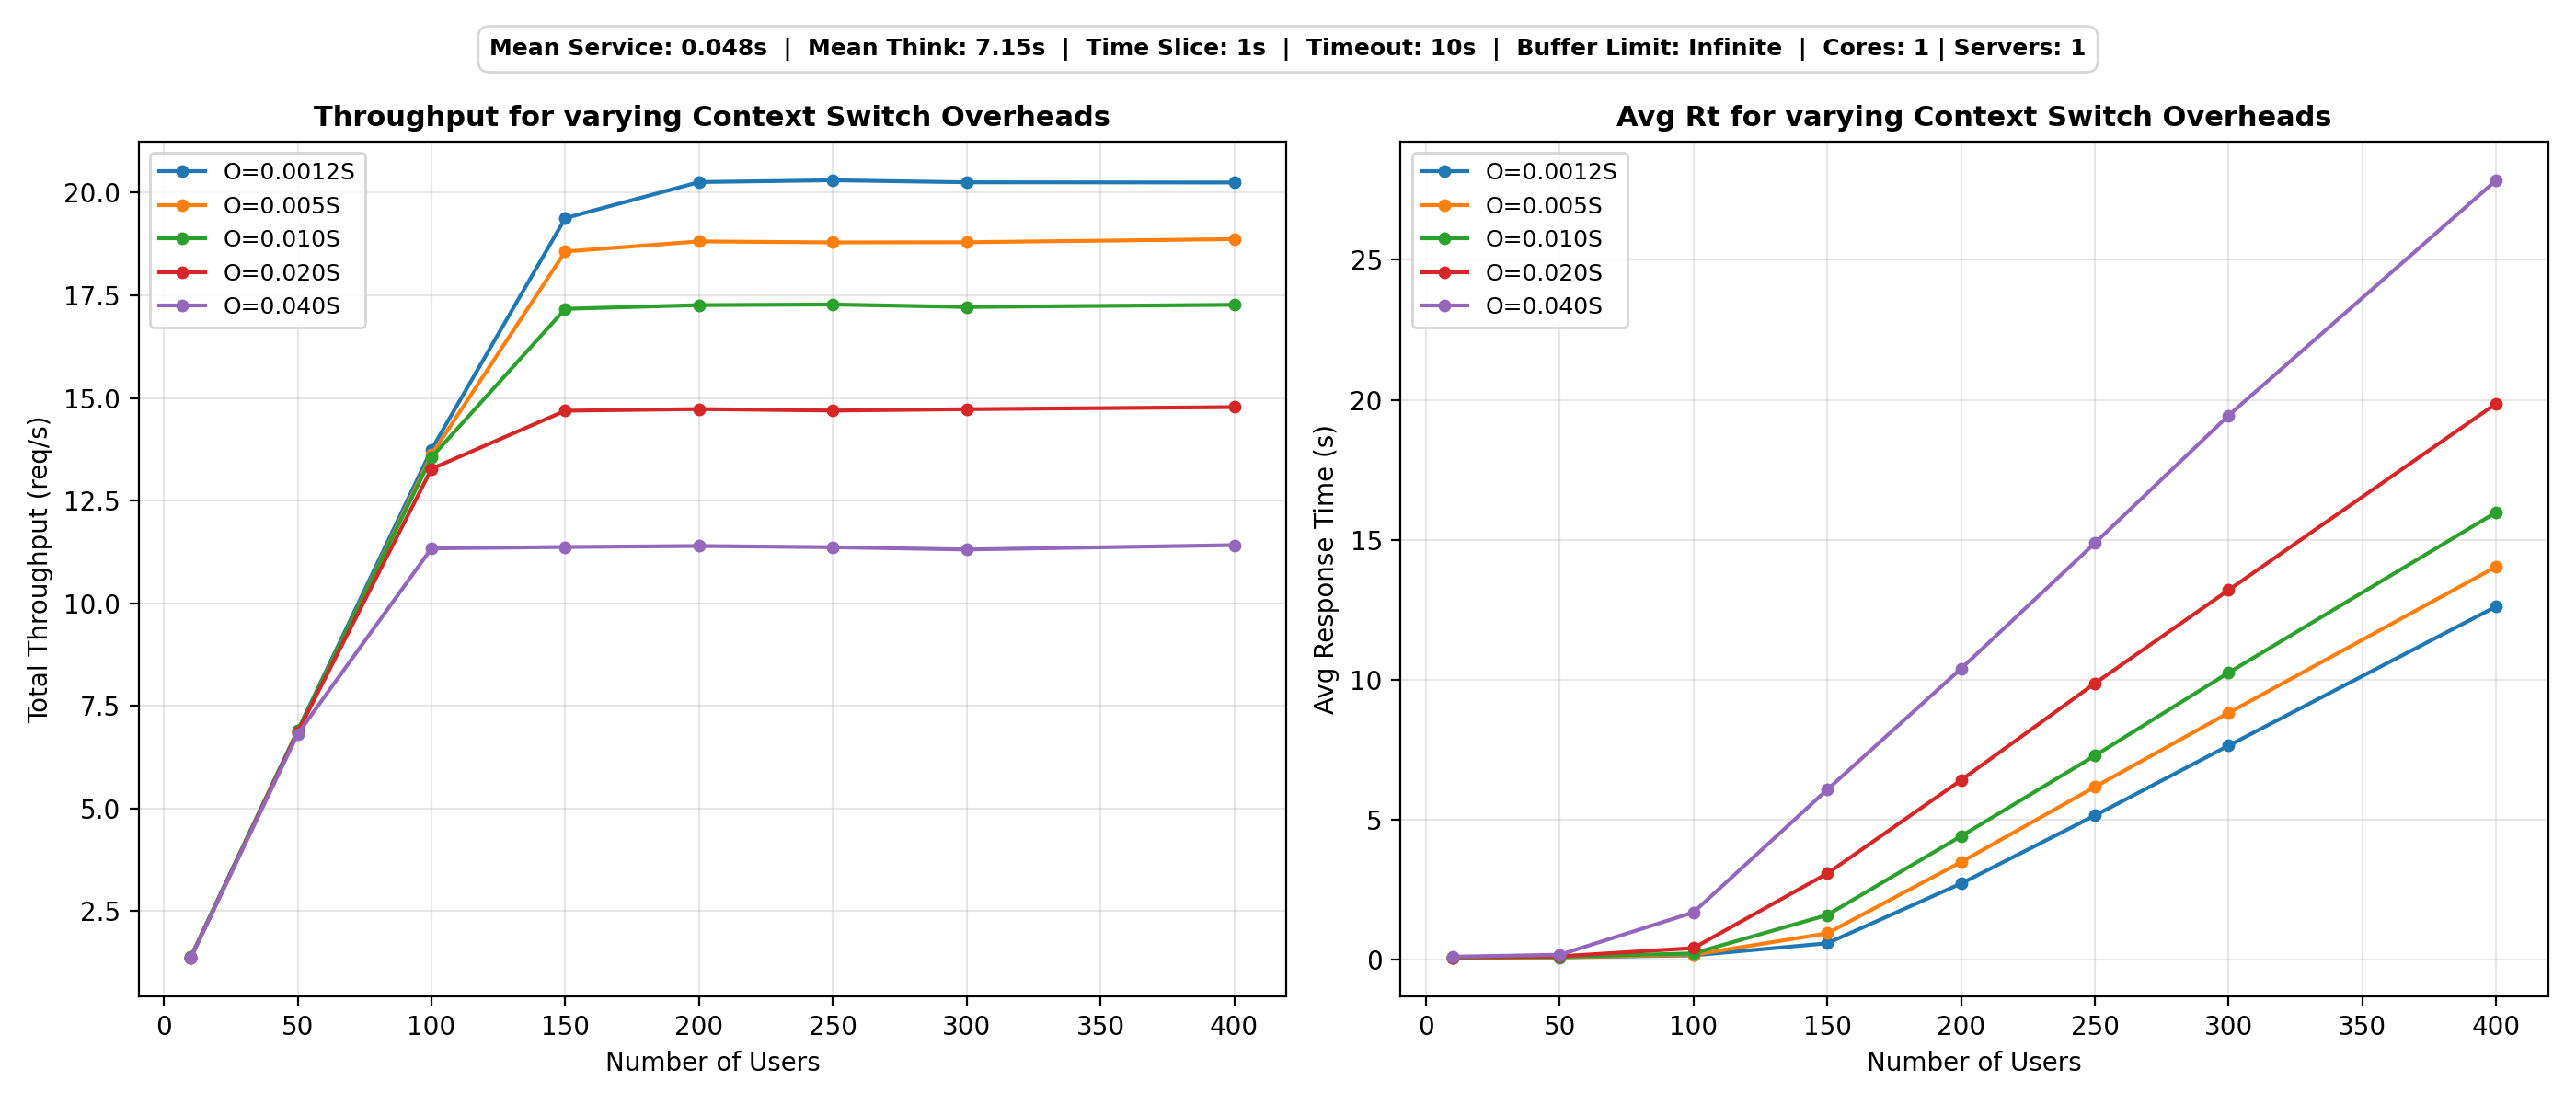 Mean Service: 0.048s | Mean Think: 7.15s | Time Slice: 1s | Timeout: 10s | Buffer Limit: Infinite | Cores: 1 | Servers: 1
Throughput for varying Context Switch Overheads
O=0.0012S
O=0.005S
O=0.010S
O=0.020S
O=0.040S
Total Throughput (req/s)
20.0
17.5
15.0
12.5
10.0
7.5
5.0
2.5
0 50 100 150 200 250 300 350 400
Number of Users
Avg Rt for varying Context Switch Overheads
O=0.0012S
O=0.005S
O=0.010S
O=0.020S
O=0.040S
Avg Response Time (s)
25
20
15
10
5
0
0 50 100 150 200 250 300 350 400
Number of Users